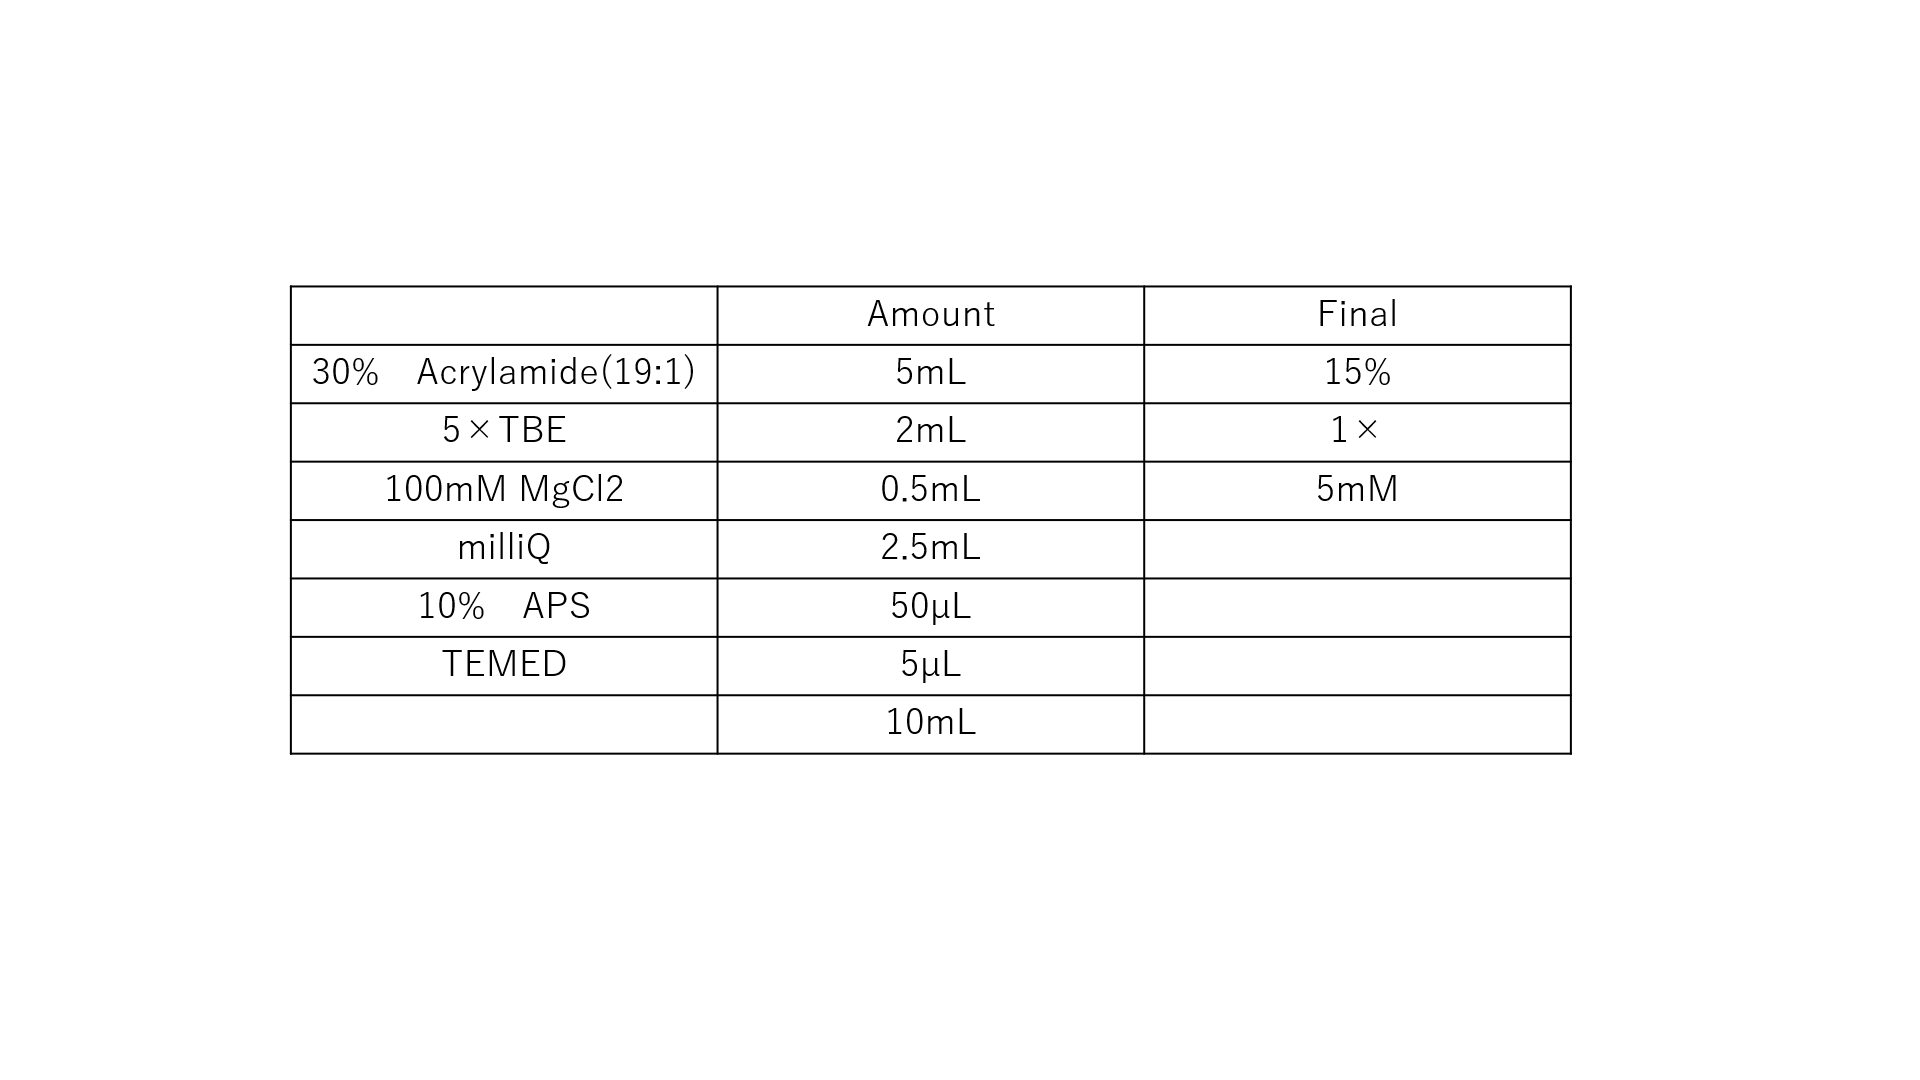 Amount Final
30%　Acrylamide(19:1) 5mL 15%
5×TBE 2mL 1×
100mM MgCl2 0.5mL 5mM
milliQ 2.5mL
10%　APS 50μL
TEMED 5μL
10mL